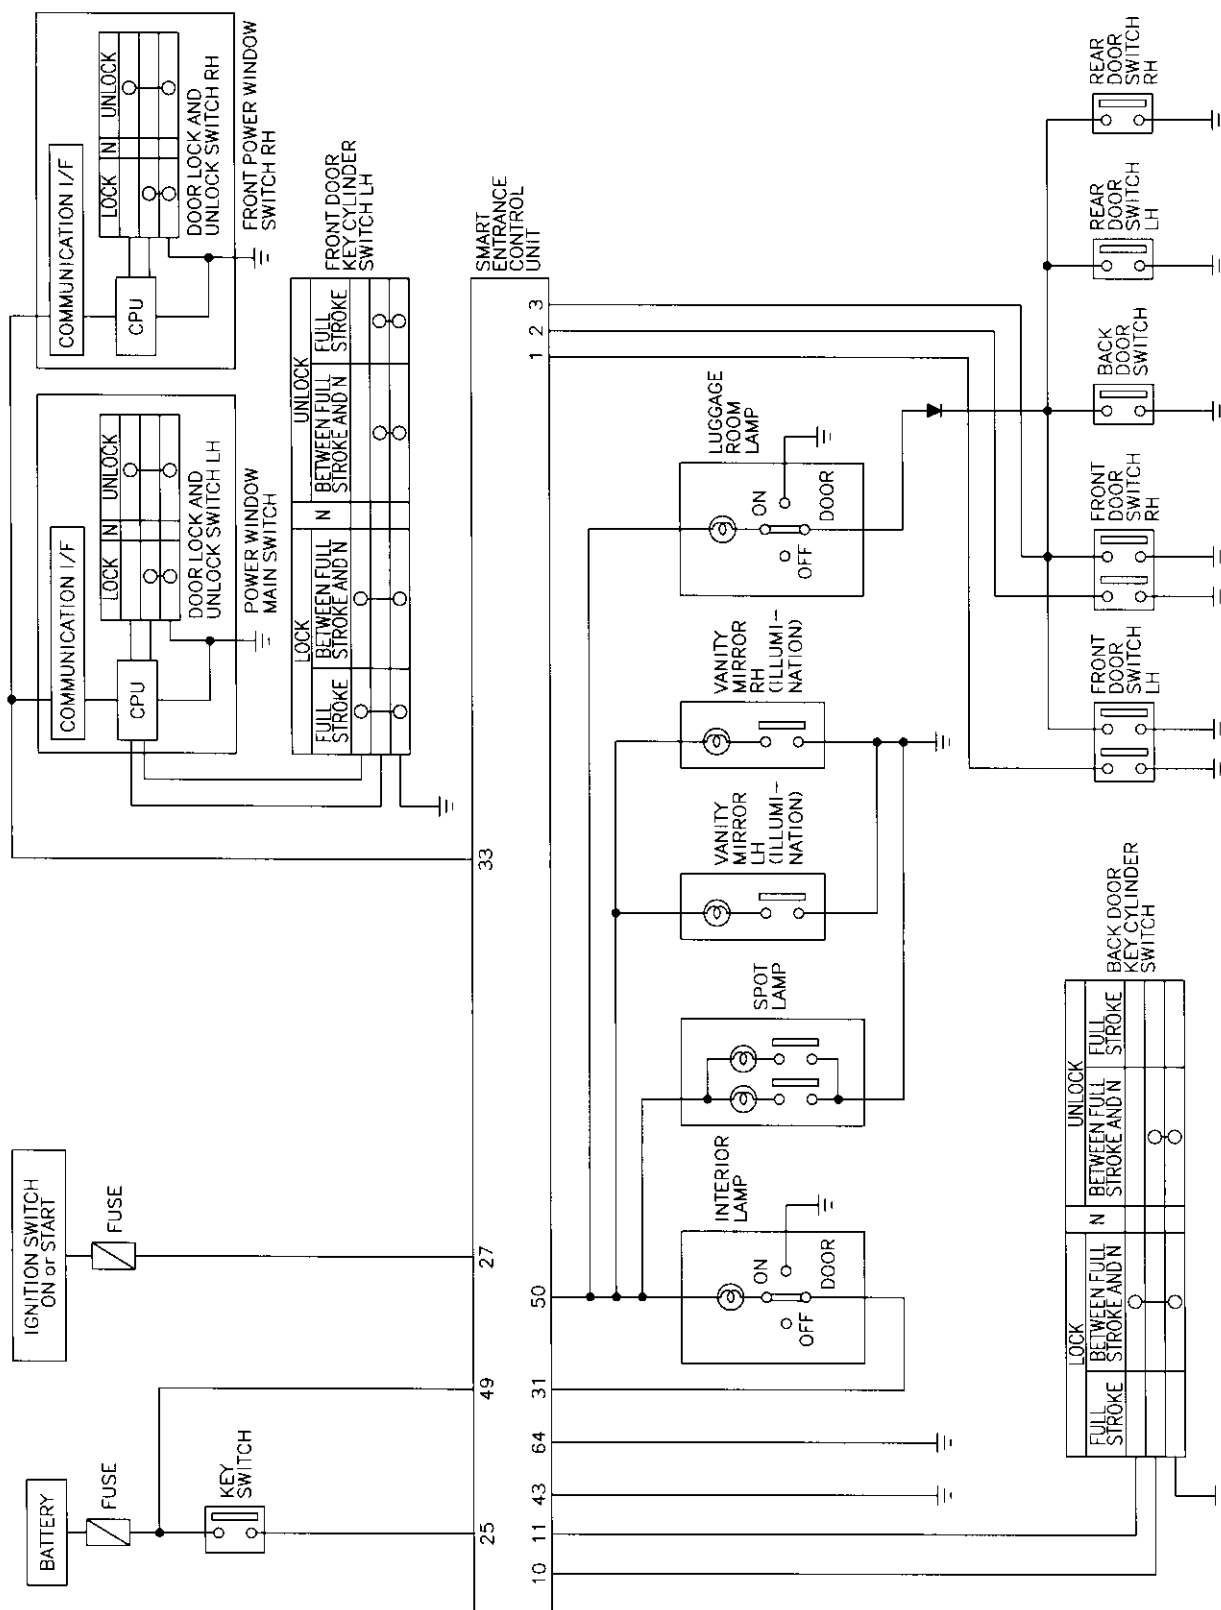 BATTERY
FUSE
KEY
SWITCH
IGNITION SWITCH
ON or START
FUSE
COMMUNICATION I/F
CPU
LOCK
N
UNLOCK
DOOR LOCK AND
UNLOCK SWITCH LH
POWER WINDOW
MAIN SWITCH
COMMUNICATION I/F
CPU
LOCK
N
UNLOCK
DOOR LOCK AND
UNLOCK SWITCH RH
FRONT POWER WINDOW
SWITCH RH
LOCK
N
UNLOCK
FULL
STROKE
BETWEEN FULL
STROKE AND N
BETWEEN FULL
STROKE AND N
FULL
STROKE
FRONT DOOR
KEY CYLINDER
SWITCH LH
25
49
27
33
SMART
ENTRANCE
CONTROL
UNIT
10
11
43
64
31
50
1
2
3
INTERIOR
LAMP
ON
OFF
DOOR
SPOT
LAMP
VANITY
MIRROR
LH
(ILLUMI-
NATION)
VANITY
MIRROR
RH
(ILLUMI-
NATION)
LUGGAGE
ROOM
LAMP
ON
OFF
DOOR
LOCK
N
UNLOCK
FULL
STROKE
BETWEEN FULL
STROKE AND N
BETWEEN FULL
STROKE AND N
FULL
STROKE
BACK DOOR
KEY CYLINDER
SWITCH
FRONT
DOOR
SWITCH
LH
FRONT
DOOR
SWITCH
RH
BACK
DOOR
SWITCH
REAR
DOOR
SWITCH
LH
REAR
DOOR
SWITCH
RH